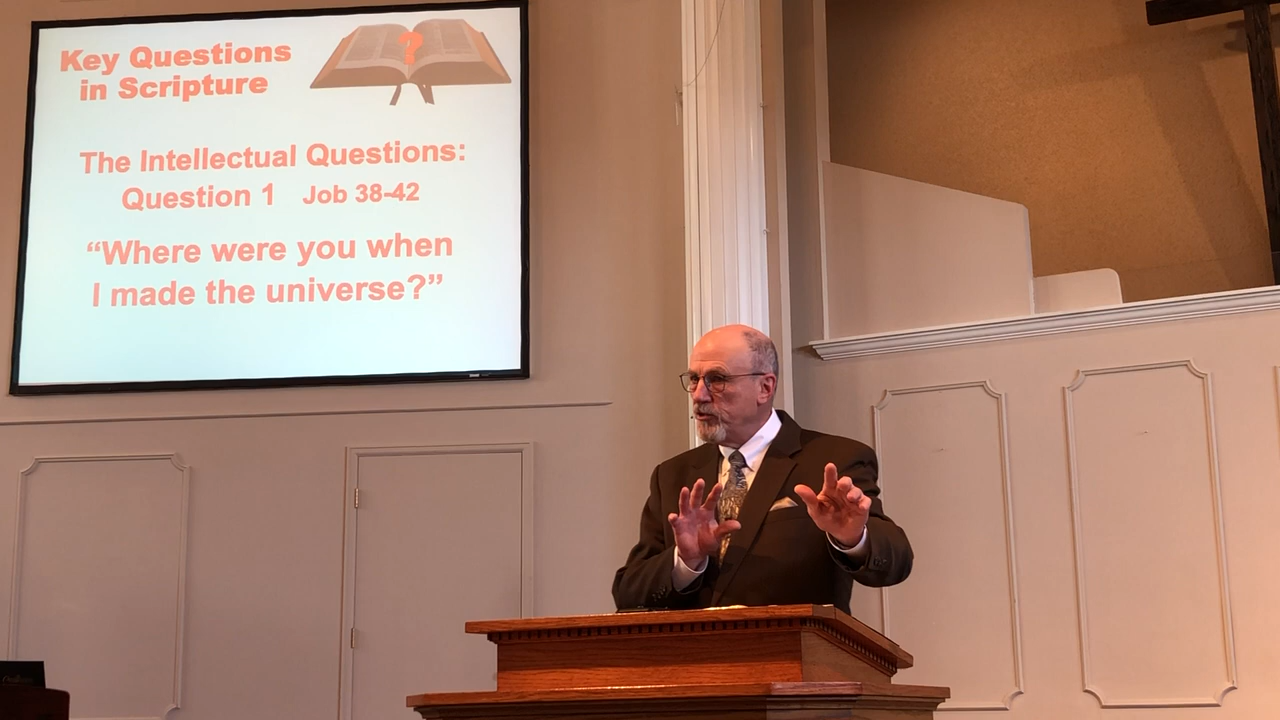 Key Questions
in Scripture
?
The Intellectual Questions:
Question 1 Job 38-42
“Where were you when
I made the universe?”